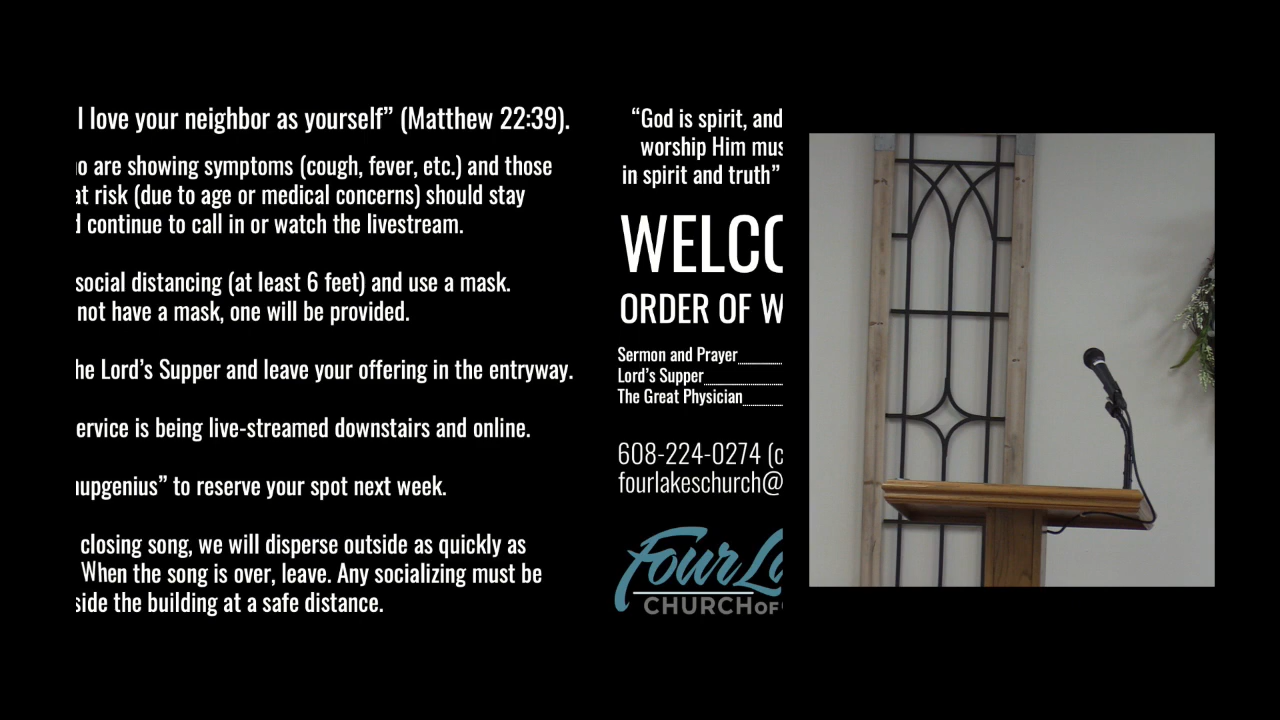 l love your neighbor as yourself” (Matthew 22:39).
are showing symptoms (cough, fever, etc.) and those
at risk (due to age or medical concerns) should stay
continue to call in or watch the livestream.
social distancing (at least 6 feet) and use a mask.
not have a mask, one will be provided.
he Lord’s Supper and leave your offering in the entryway.
ervice is being live-streamed downstairs and online.
upgenius” to reserve your spot next week.
closing song, we will disperse outside as quickly as
When the song is over, leave. Any socializing must be
side the building at a safe distance.
“God is spirit, and
worship Him mus
in spirit and truth”
WELCO
ORDER OF W
Sermon and Prayer
Lord’s Supper
The Great Physician
608-224-0274 (c
fourlakeschurch@
Four La
CHURCH OF